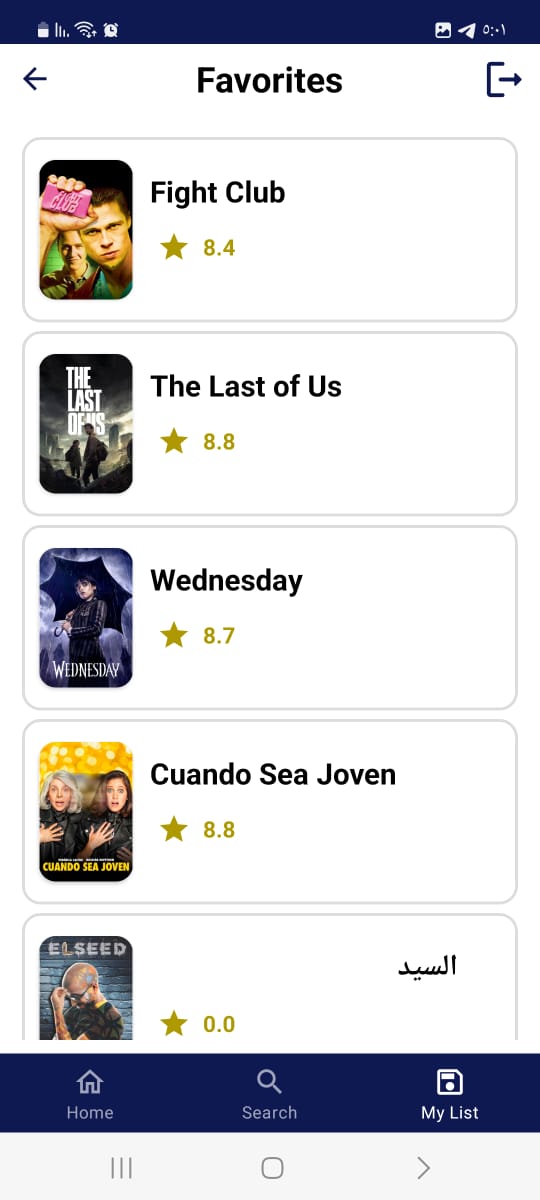 ٥:٠١
Favorites
FIGHT CLUB
Fight Club
8.4
THE
LAST
OF US
The Last of Us
8.8
WEDNESDAY
Wednesday
8.7
CUANDO SEA JOVEN
Cuando Sea Joven
8.8
ELSEED
السيد
0.0
Home
Search
My List